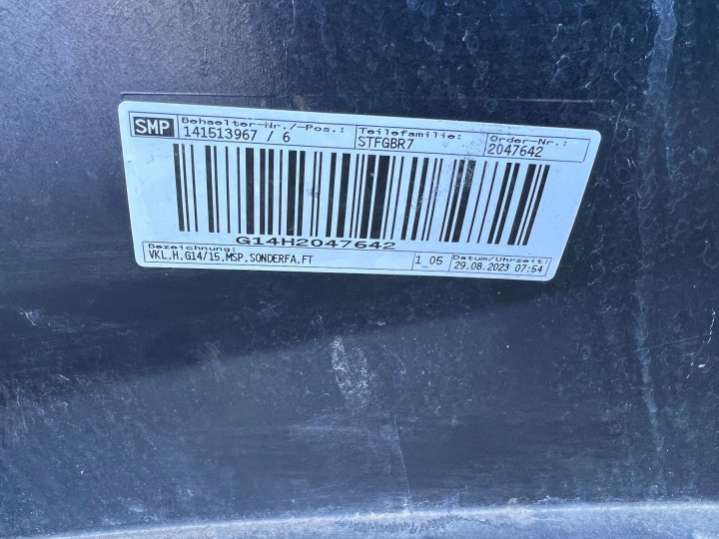 SMP
Behaelter-Nr./-Pos.:
141513967 / 6
Teilefamilie:
STFGBR7
Order-Nr.:
2047642
G14H2047642
Bezeichnung:
VKL,H,G14/15,MSP,SONDERFA,FT
1_05
Datum/Uhrzeit:
29.08.2023 07:54